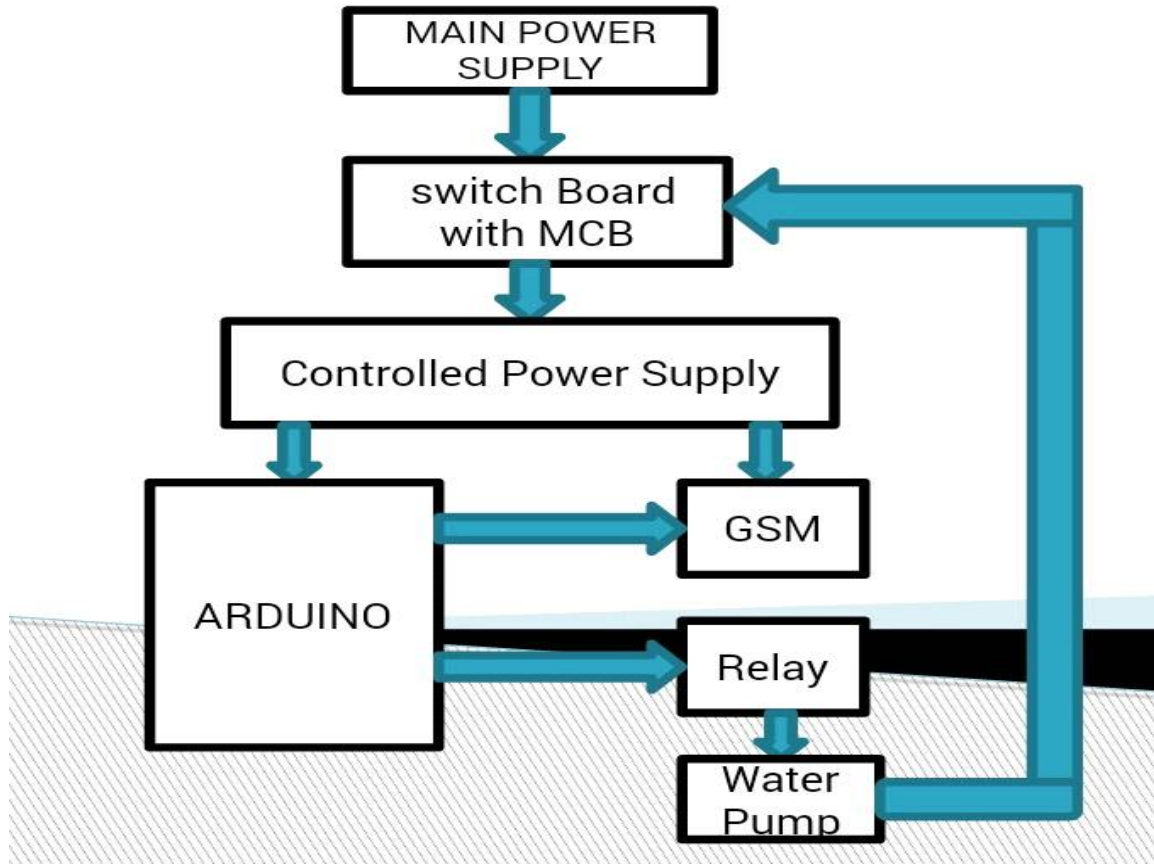 MAIN POWER
SUPPLY
switch Board
with MCB
Controlled Power Supply
ARDUINO
GSM
Relay
Water
Pump